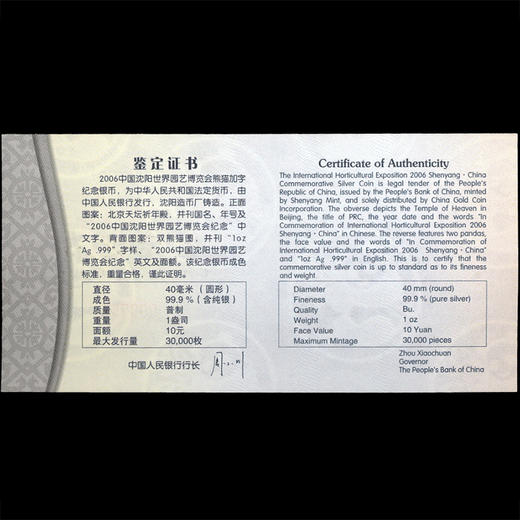 鉴定证书
2006中国沈阳世界园艺博览会熊猫加字
纪念银币，为中华人民共和国法定货币，由
中国人民银行发行，沈阳造币厂铸造。正面
图案：北京天坛祈年殿，并刊国名、年号及
“2006中国沈阳世界园艺博览会纪念”中
文字。背面图案：双熊猫图，并刊“1oz
Ag .999”字样、“2006中国沈阳世界园艺
博览会纪念”英文及面额。该纪念银币成色
标准，重量合格，谨此证明。
直径 40毫米（圆形）
成色 99.9%（含纯银）
质量 普制
重量 1盎司
面额 10元
最大发行量 30,000枚
中国人民银行行长
Certificate of Authenticity
The International Horticultural Exposition 2006 Shenyang · China
Commemorative Silver Coin is legal tender of the People's
Republic of China, issued by the People's Bank of China, minted
by Shenyang Mint, and solely distributed by China Gold Coin
Incorporation. The obverse depicts the Temple of Heaven in
Beijing, the title of PRC, the year date and the words "In
Commemoration of International Horticultural Exposition 2006
Shenyang · China" in Chinese. The reverse features two pandas,
the face value and the words of "In Commemoration of
International Horticultural Exposition 2006 Shenyang · China"
and "1oz Ag .999" in English. This is to certify that the
commemorative silver coin is up to standard as to its fineness
and weight.
Diameter 40 mm (round)
Fineness 99.9 % (pure silver)
Quality Bu.
Weight 1 oz
Face Value 10 Yuan
Maximum Mintage 30,000 pieces
Zhou Xiaochuan
Governor
The People's Bank of China